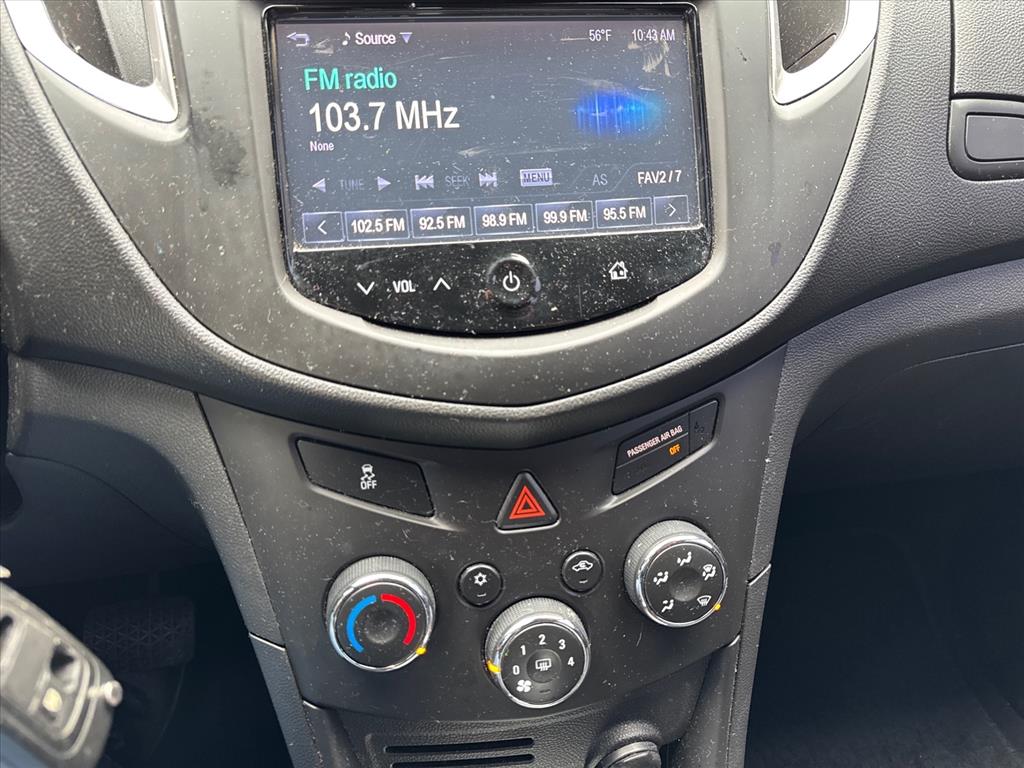 Source 56°F 10:43 AM
FM radio
103.7 MHz
None
TUNE SEEK MENU AS FAV2/7
102.5 FM 92.5 FM 98.9 FM 99.9 FM 95.5 FM
VOL
PASSENGER AIR BAG
OFF
OFF
0 1 2 3 4